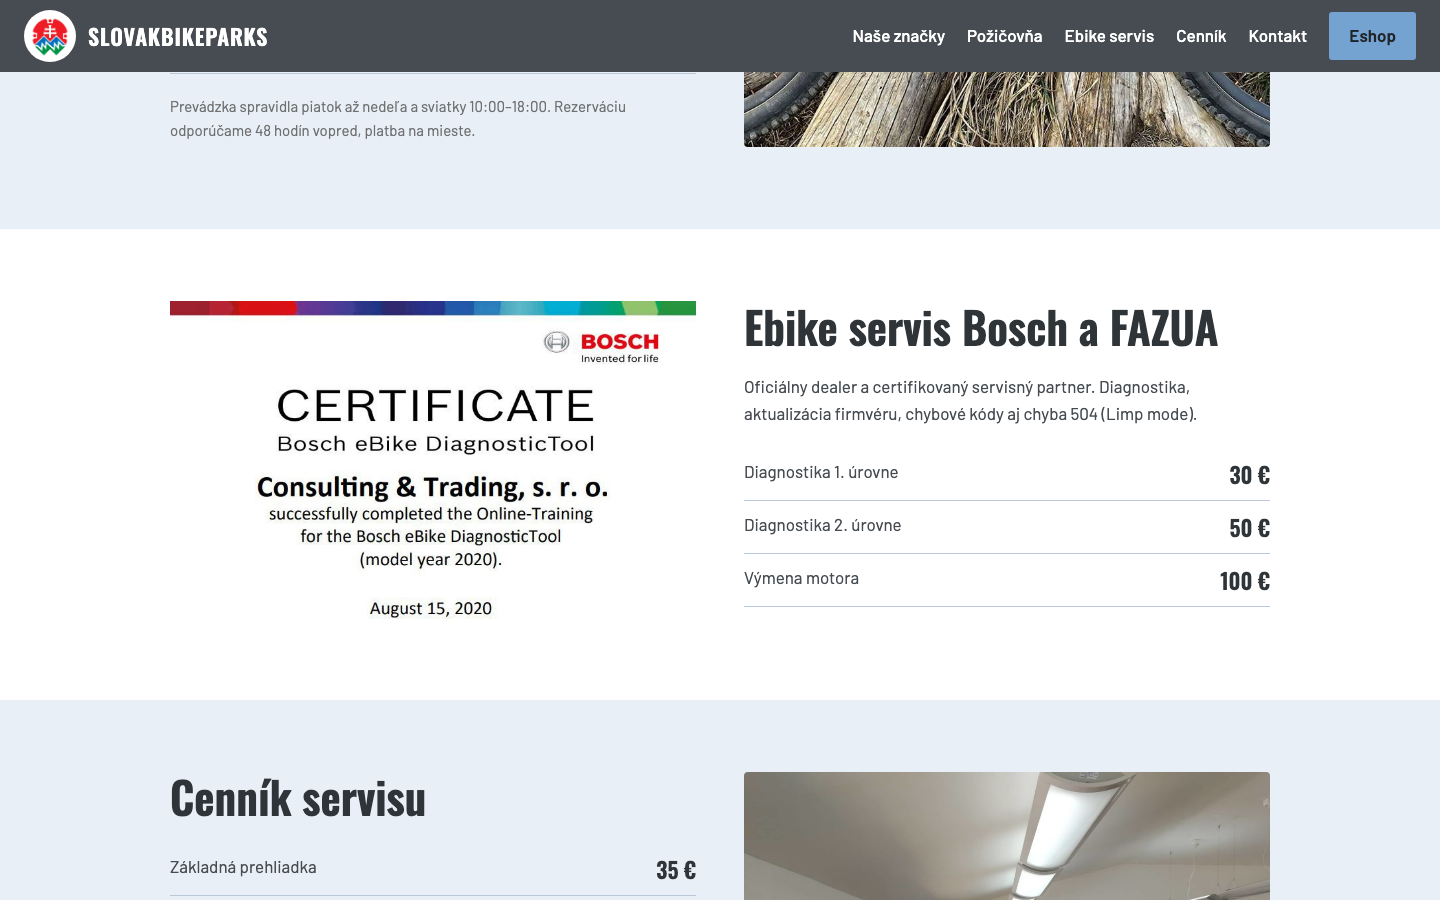 SLOVAKBIKEPARKS
Naše značky
Požičovňa
Ebike servis
Cenník
Kontakt
Eshop
Prevádzka spravidla piatok až nedeľa a sviatky 10:00–18:00. Rezerváciu
odporúčame 48 hodín vopred, platba na mieste.
BOSCH
Invented for life
CERTIFICATE
Bosch eBike DiagnosticTool
Consulting & Trading, s. r. o.
successfully completed the Online-Training
for the Bosch eBike DiagnosticTool
(model year 2020).
August 15, 2020
Ebike servis Bosch a FAZUA
Oficiálny dealer a certifikovaný servisný partner. Diagnostika,
aktualizácia firmvéru, chybové kódy aj chyba 504 (Limp mode).
Diagnostika 1. úrovne 30 €
Diagnostika 2. úrovne 50 €
Výmena motora 100 €
Cenník servisu
Základná prehliadka 35 €